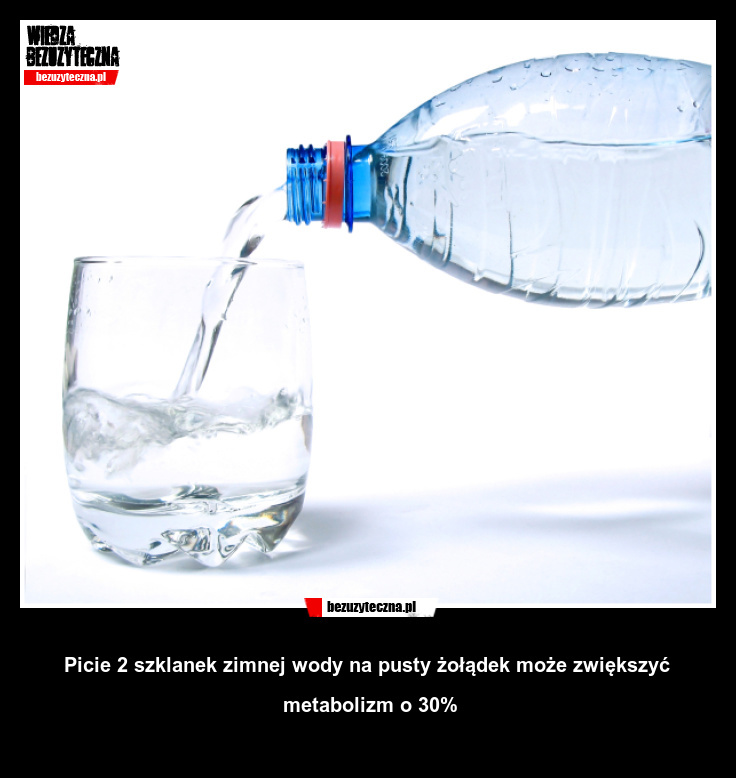 WIEDZA
BEZUZYTECZNA
bezuzyteczna.pl
bezuzyteczna.pl
Picie 2 szklanek zimnej wody na pusty żołądek może zwiększyć
metabolizm o 30%